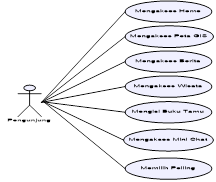 Mengakses Home
Mengakses Peta GIS
Mengakses Berita
Mengakses Wisata
Pengunjung
Mengisi Buku Tamu
Mengakses Mini Chat
Memilih Polling